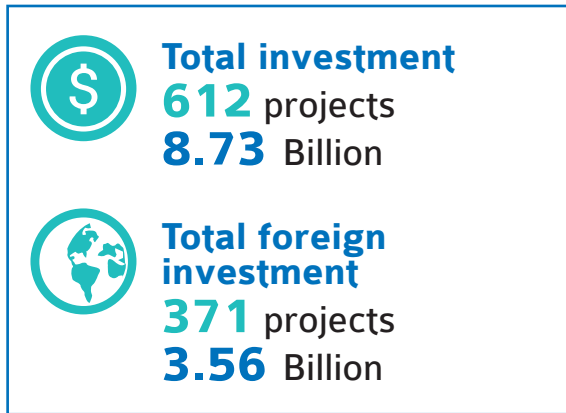 $
Total investment
612 projects
8.73 Billion
Total foreign
investment
371 projects
3.56 Billion